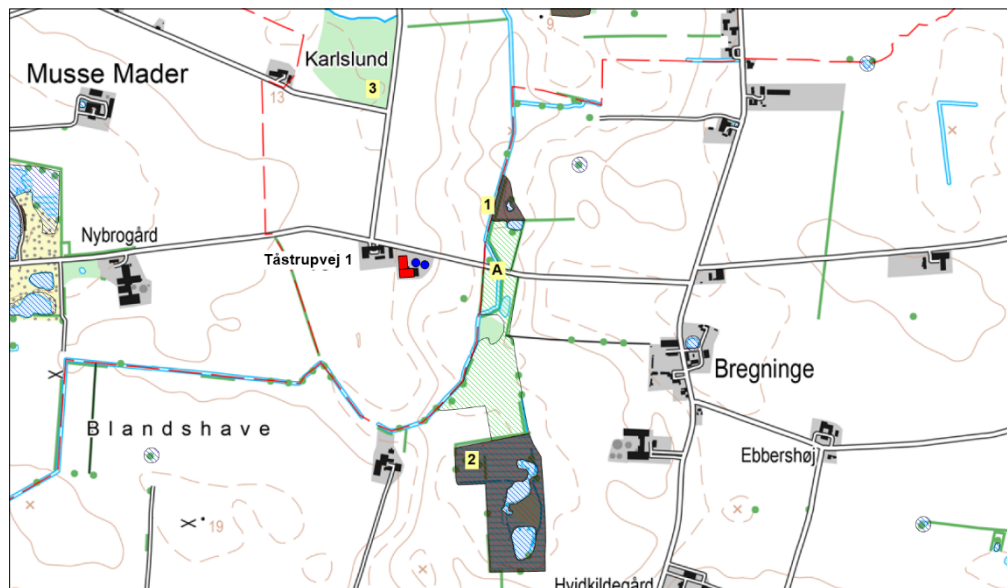 9
Karlslund
Musse Mader
3
13
1
Nybrogård
Tåstrupvej 1
A
Bregninge
Blandshave
Ebbershøj
2
19
Hvidkildegård